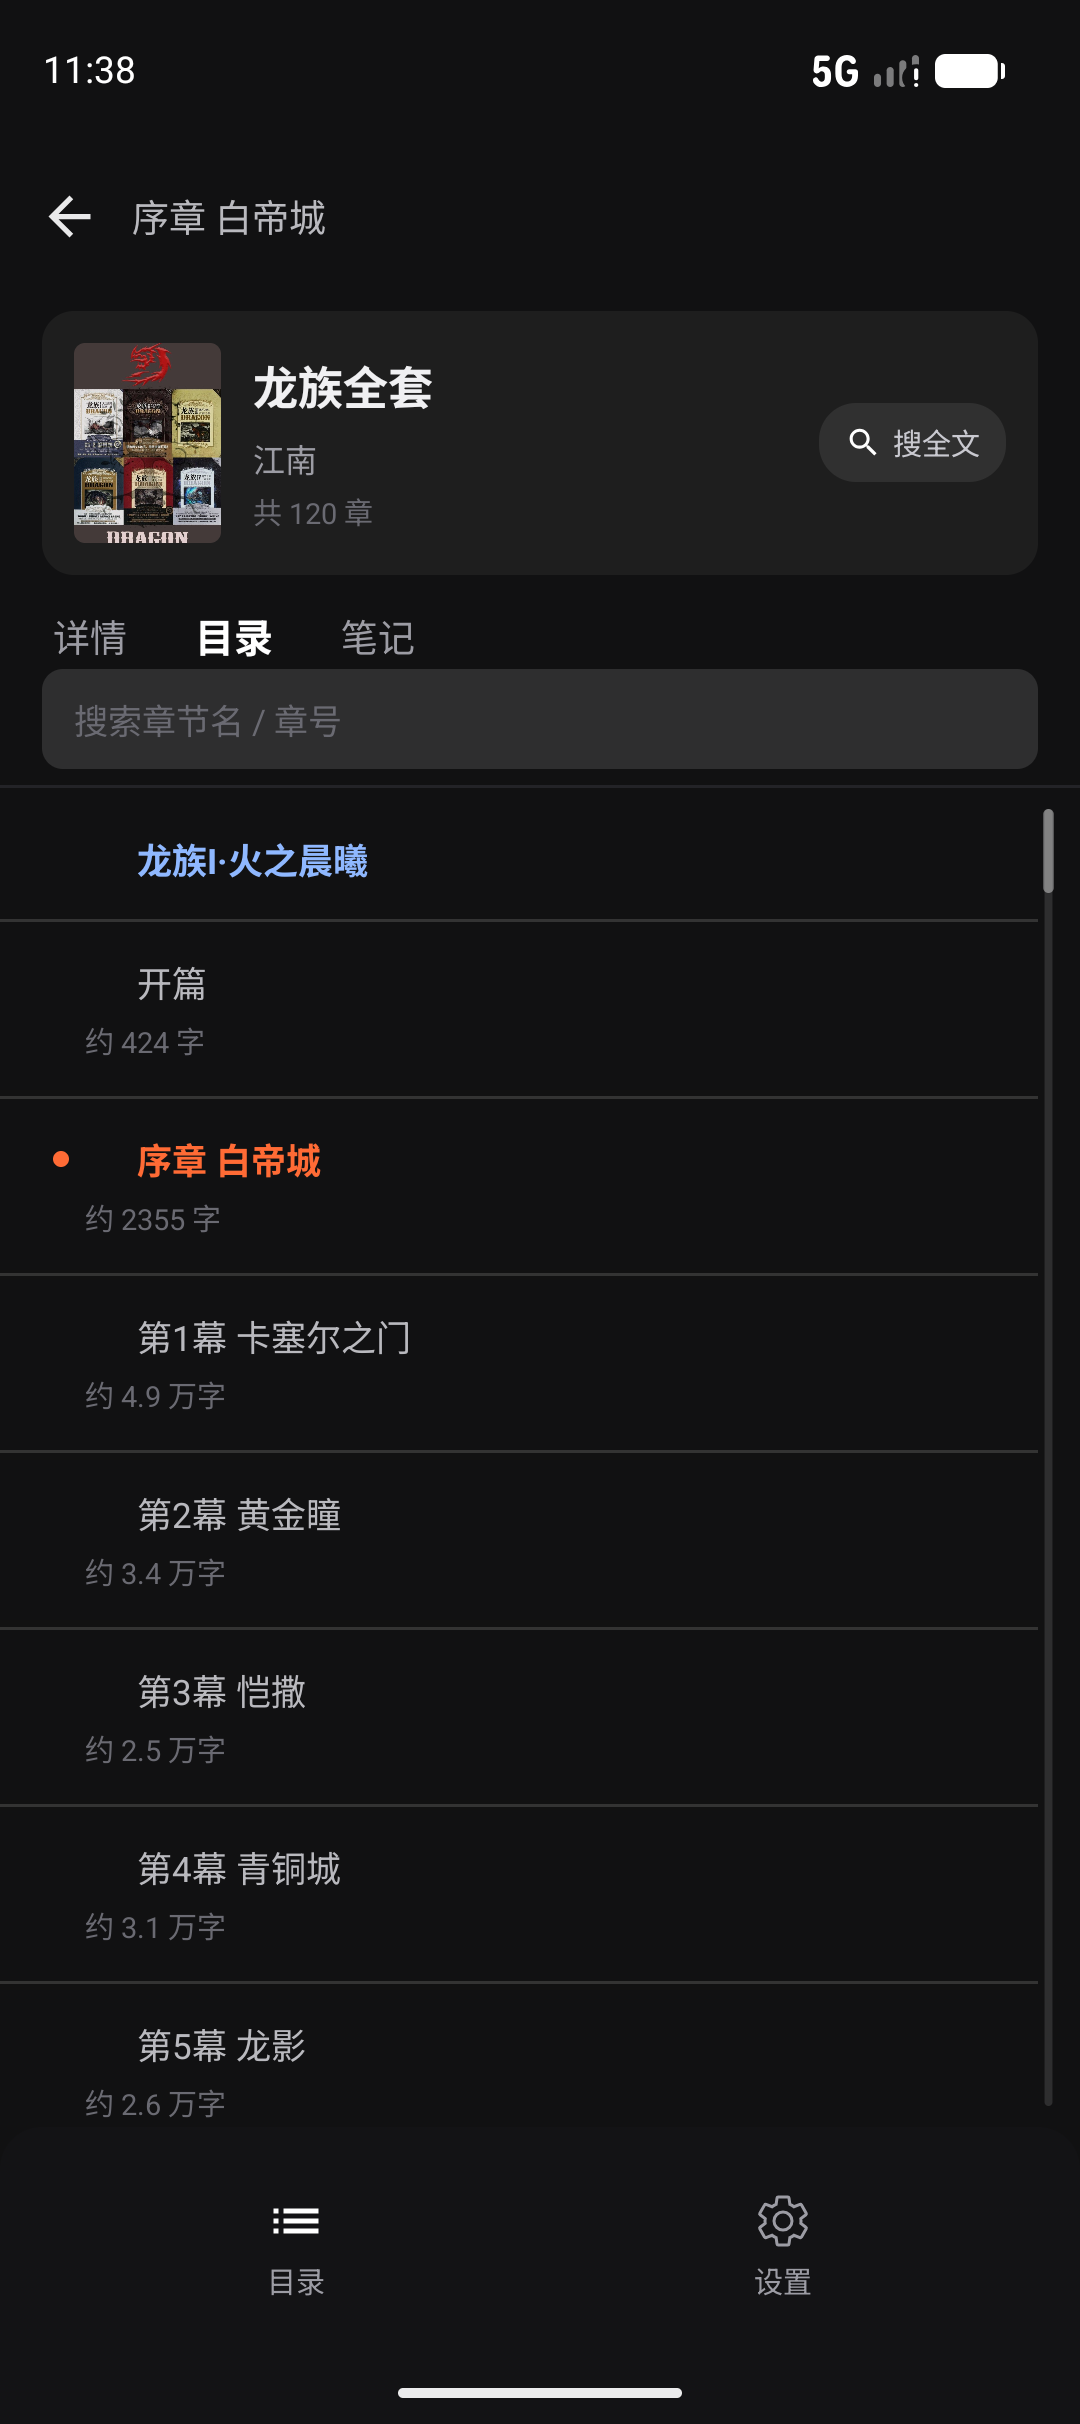 11:38
5G
序章 白帝城
龙族全套
江南
共 120 章
搜全文
DRAGON
详情
目录
笔记
搜索章节名 / 章号
龙族I·火之晨曦
开篇
约 424 字
序章 白帝城
约 2355 字
第1幕 卡塞尔之门
约 4.9 万字
第2幕 黄金瞳
约 3.4 万字
第3幕 恺撒
约 2.5 万字
第4幕 青铜城
约 3.1 万字
第5幕 龙影
约 2.6 万字
目录
设置